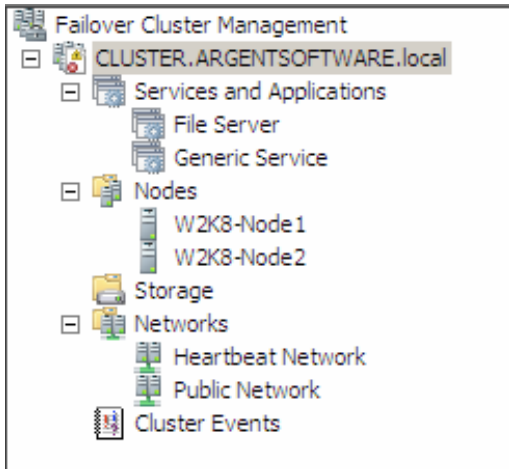 Failover Cluster Management
CLUSTER.ARGENTSOFTWARE.local
Services and Applications
File Server
Generic Service
Nodes
W2K8-Node1
W2K8-Node2
Storage
Networks
Heartbeat Network
Public Network
Cluster Events